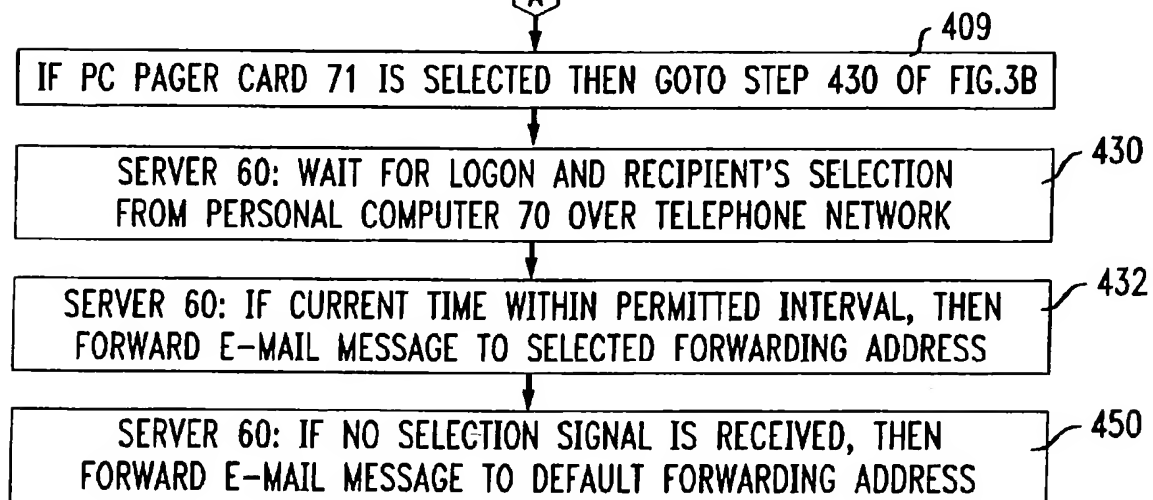 A
409
IF PC PAGER CARD 71 IS SELECTED THEN GOTO STEP 430 OF FIG.3B
430
SERVER 60: WAIT FOR LOGON AND RECIPIENT'S SELECTION
FROM PERSONAL COMPUTER 70 OVER TELEPHONE NETWORK
432
SERVER 60: IF CURRENT TIME WITHIN PERMITTED INTERVAL, THEN
FORWARD E-MAIL MESSAGE TO SELECTED FORWARDING ADDRESS
450
SERVER 60: IF NO SELECTION SIGNAL IS RECEIVED, THEN
FORWARD E-MAIL MESSAGE TO DEFAULT FORWARDING ADDRESS